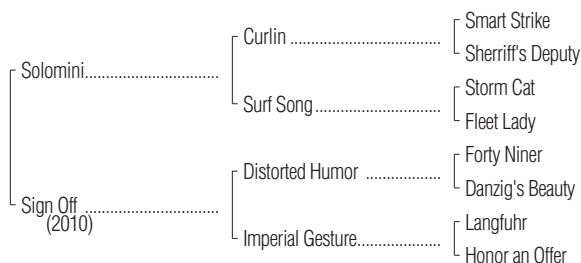 Smart Strike
Curlin ................................................
Sherriff's Deputy
Solomini..........................................
Storm Cat
Surf Song..........................................
Fleet Lady
Forty Niner
Distorted Humor .......................
Danzig's Beauty
Sign Off ..........................................
(2010)
Langfuhr
Imperial Gesture.........................
Honor an Offer